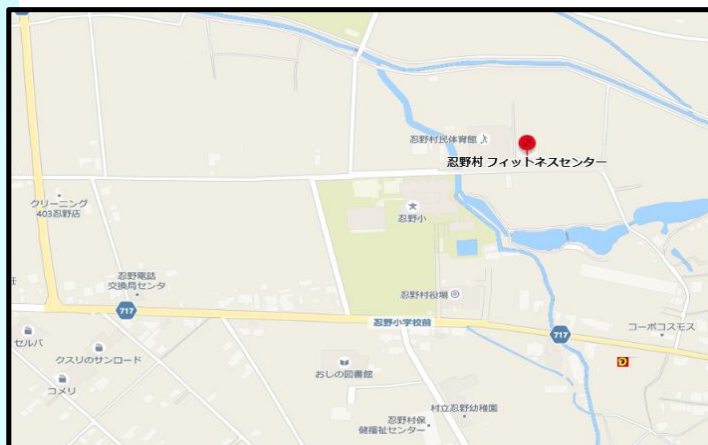 717
忍野村民体育館
忍野村 フィットネスセンター
クリーニング
403忍野店
忍野小
忍野電話
交換局センタ
忍野村役場
717
忍野小学校前
717
セルバ
コーポコスモス
クスリのサンロード
おしの図書館
コメリ
村立忍野幼稚園
忍野村保
健福祉センター
荘